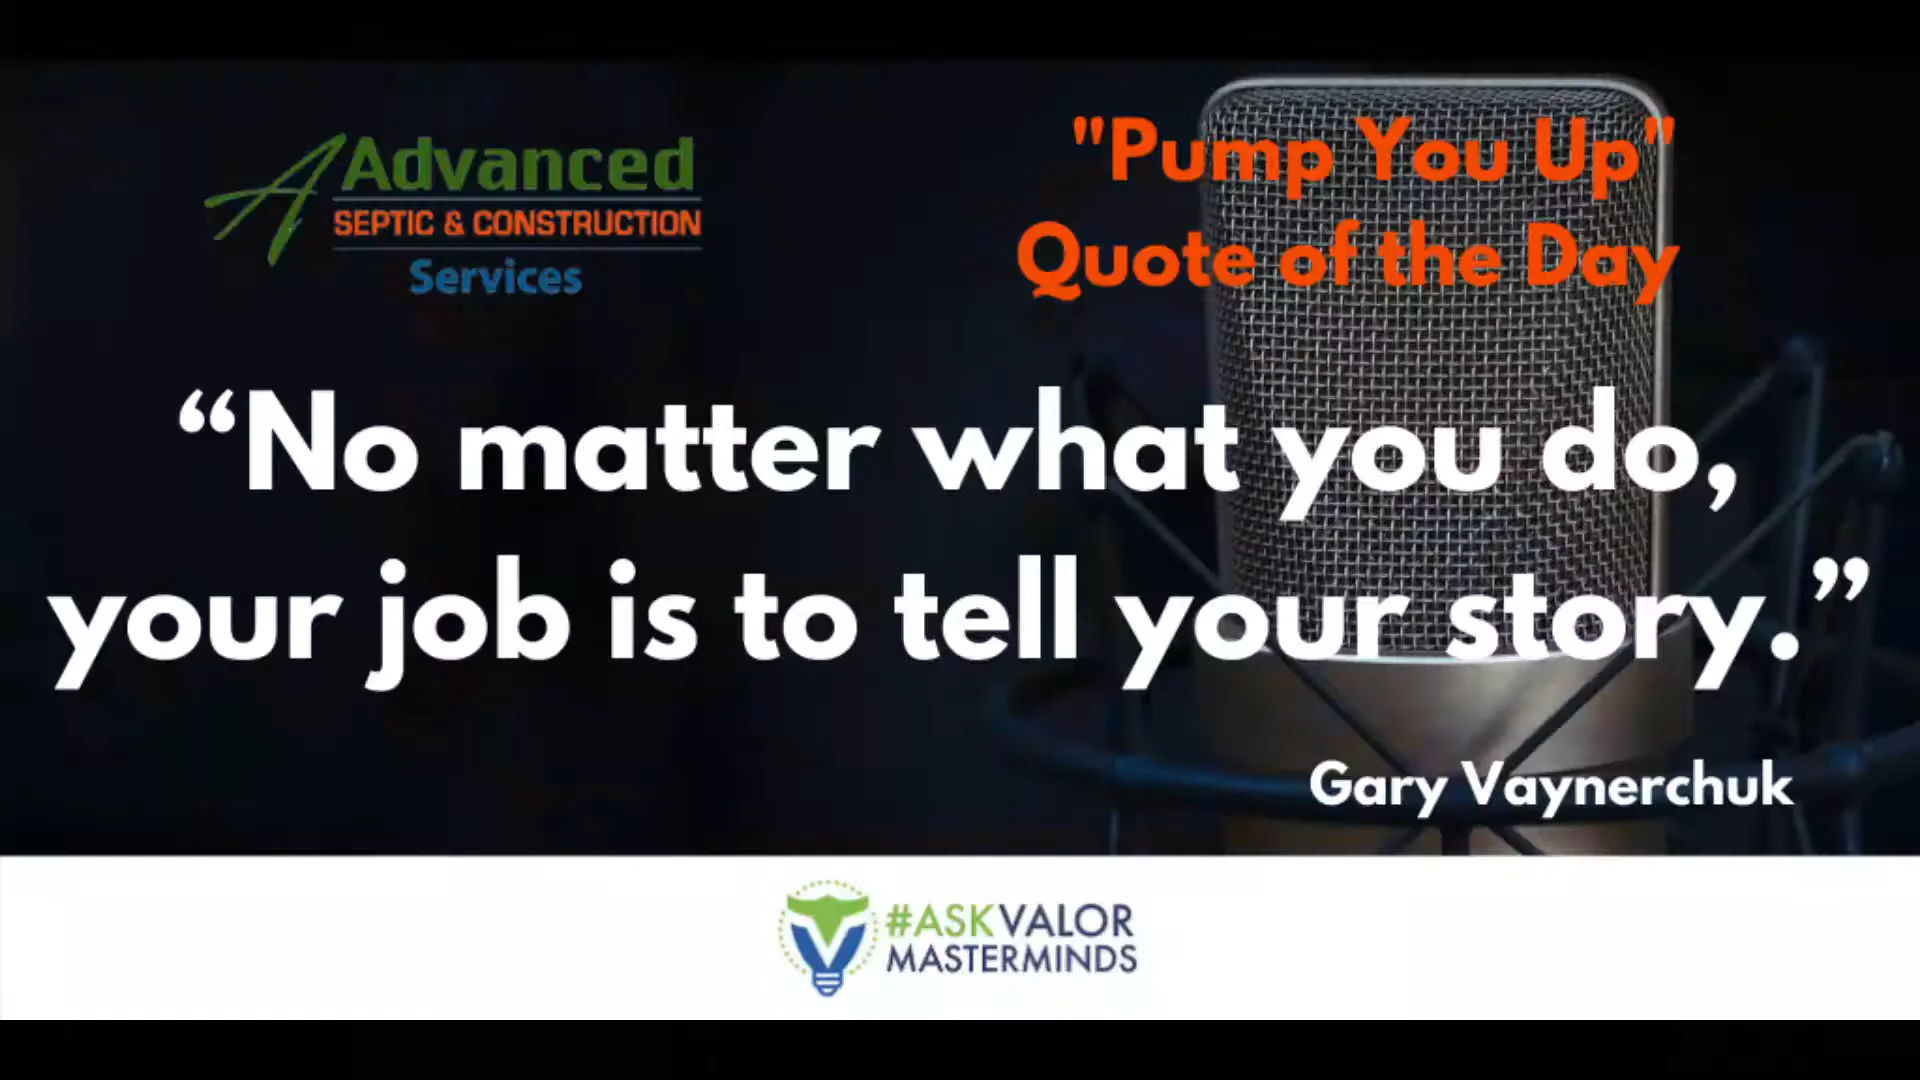 Advanced
SEPTIC & CONSTRUCTION
Services
"Pump You Up"
Quote of the Day
“No matter what you do,
your job is to tell your story.”
Gary Vaynerchuk
#ASKVALOR
MASTERMINDS